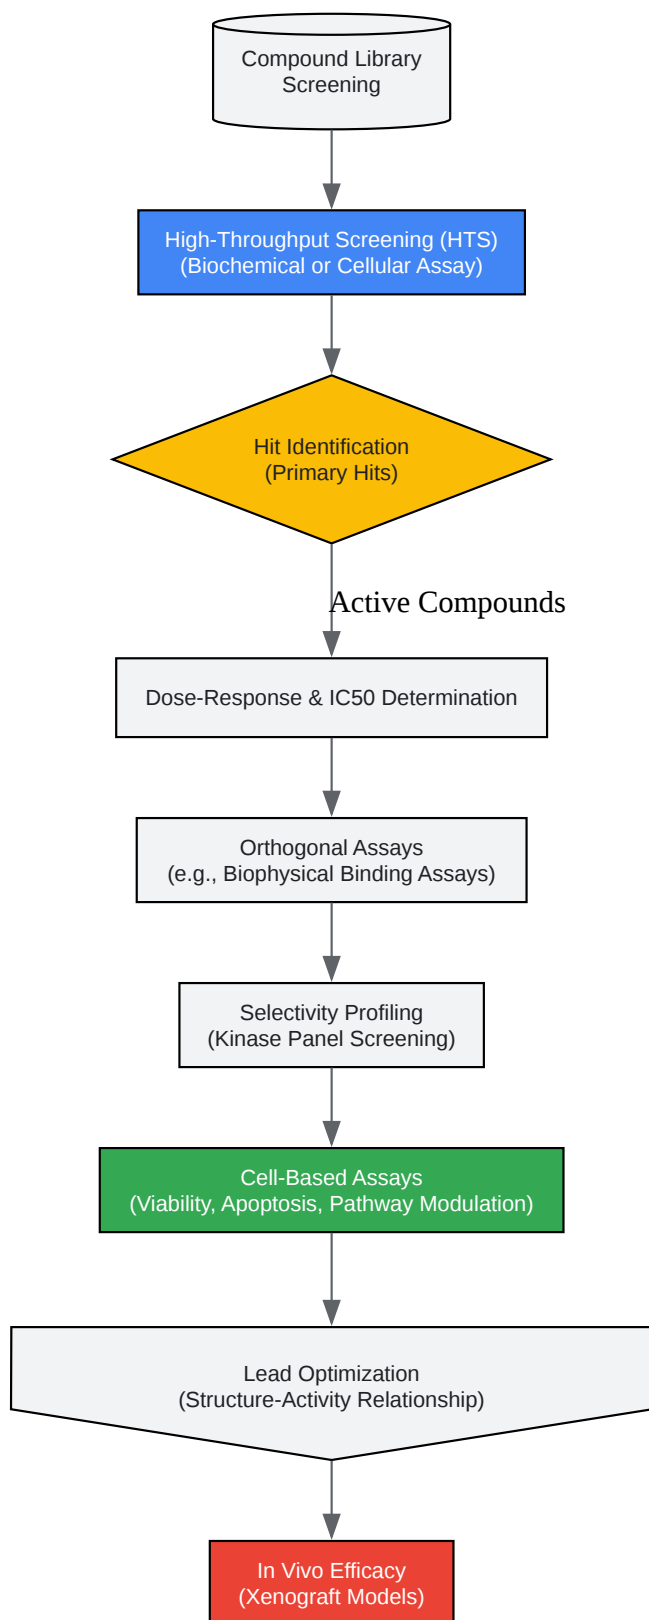 Compound Library
Screening
High-Throughput Screening (HTS)
(Biochemical or Cellular Assay)
Hit Identification
(Primary Hits)
Active Compounds
Dose-Response & IC50 Determination
Orthogonal Assays
(e.g., Biophysical Binding Assays)
Selectivity Profiling
(Kinase Panel Screening)
Cell-Based Assays
(Viability, Apoptosis, Pathway Modulation)
Lead Optimization
(Structure-Activity Relationship)
In Vivo Efficacy
(Xenograft Models)